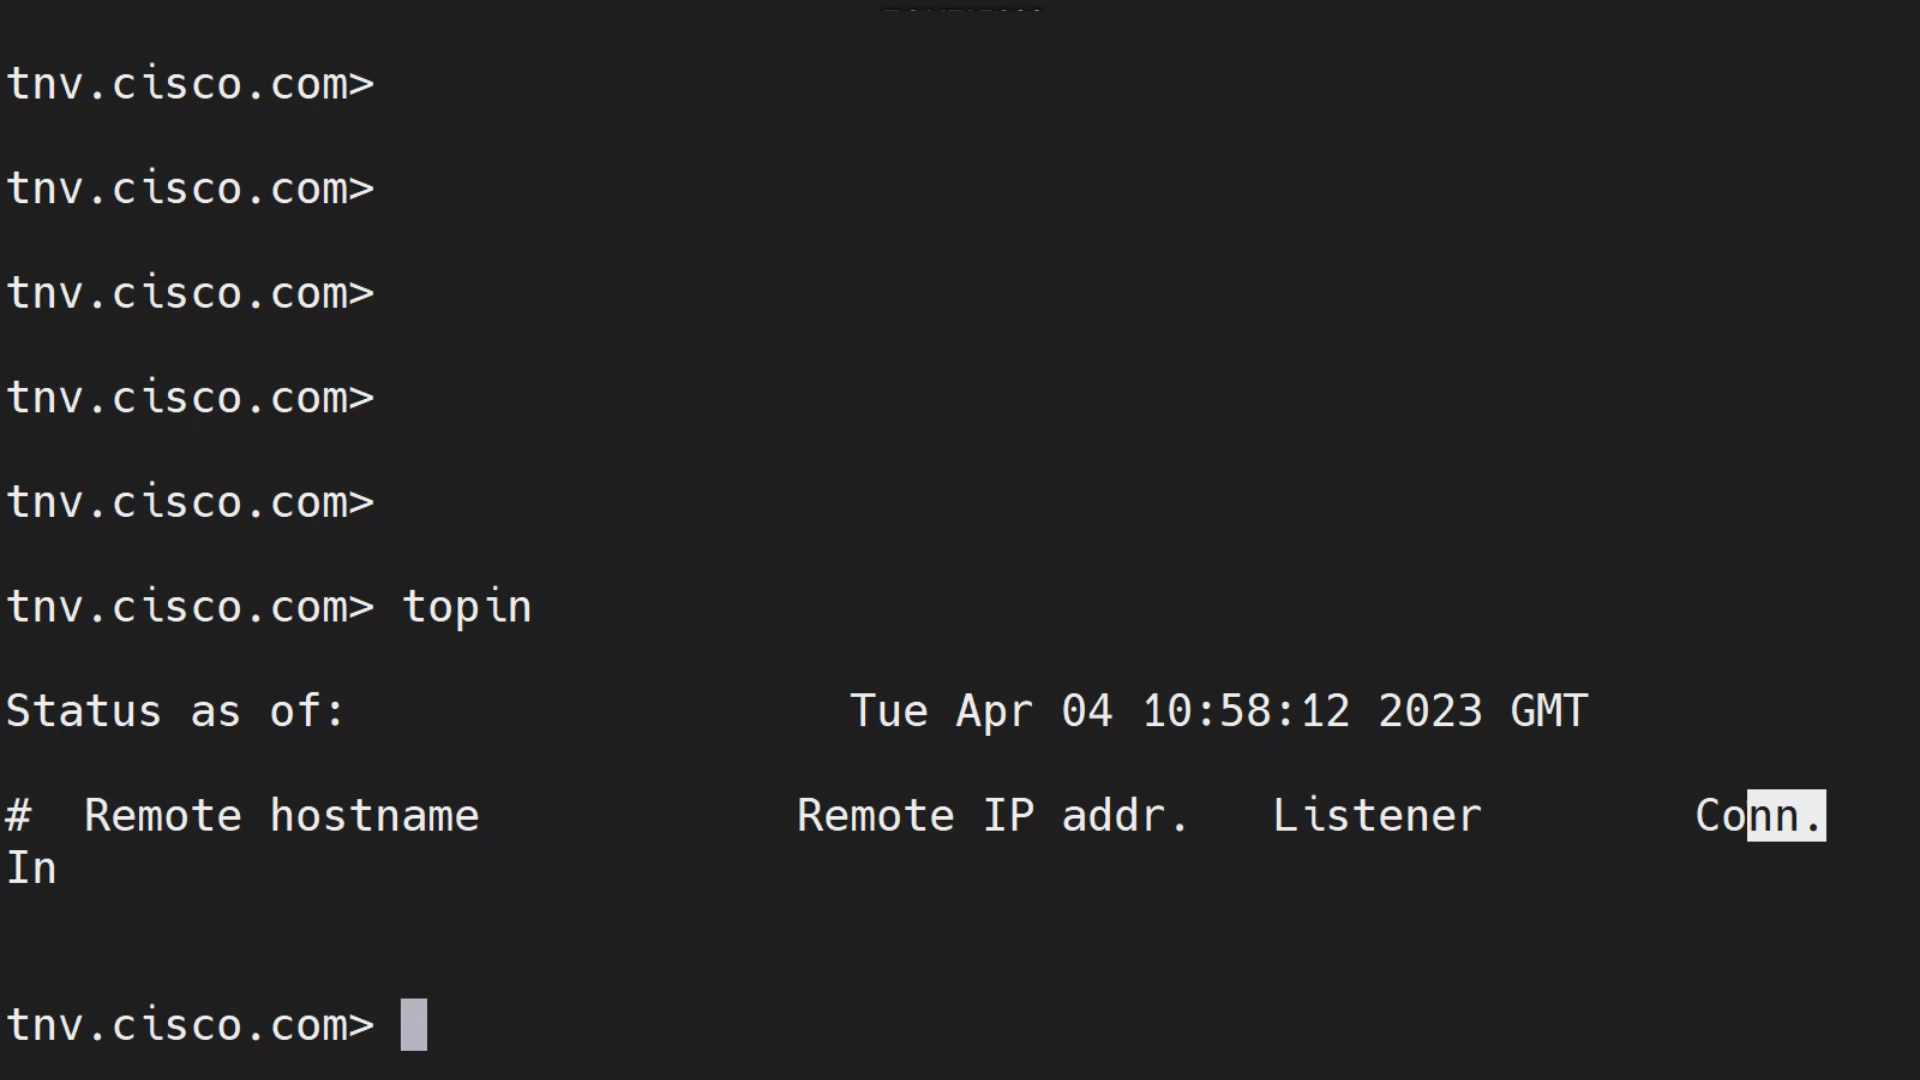 tnv.cisco.com>
tnv.cisco.com>
tnv.cisco.com>
tnv.cisco.com>
tnv.cisco.com>
tnv.cisco.com> topin
Status as of: Tue Apr 04 10:58:12 2023 GMT
# Remote hostname Remote IP addr. Listener Conn.
In
tnv.cisco.com>